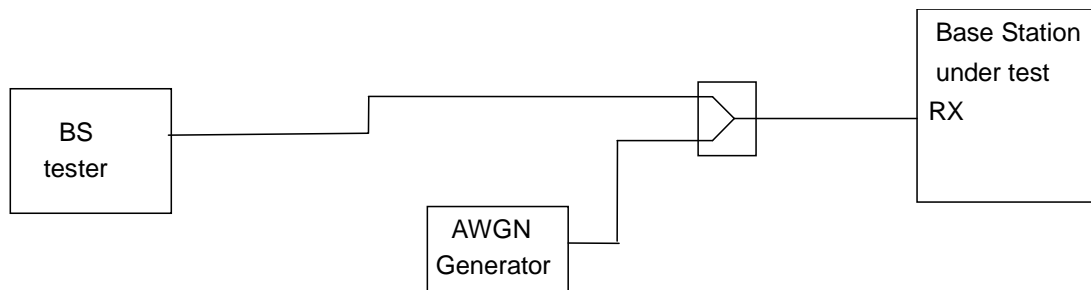 BS
tester
AWGN
Generator
Base Station
under test
RX